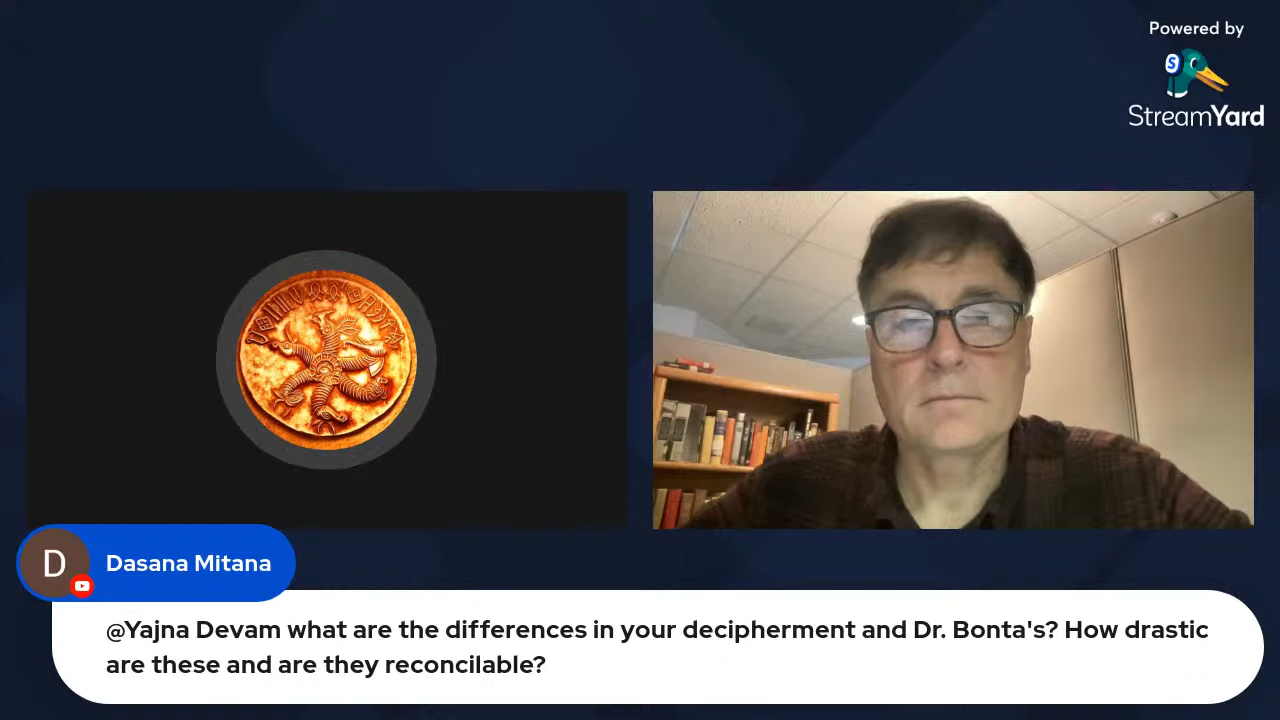 Powered by
S
StreamYard
D
Dasana Mitana
@Yajna Devam what are the differences in your decipherment and Dr. Bonta's? How drastic
are these and are they reconcilable?